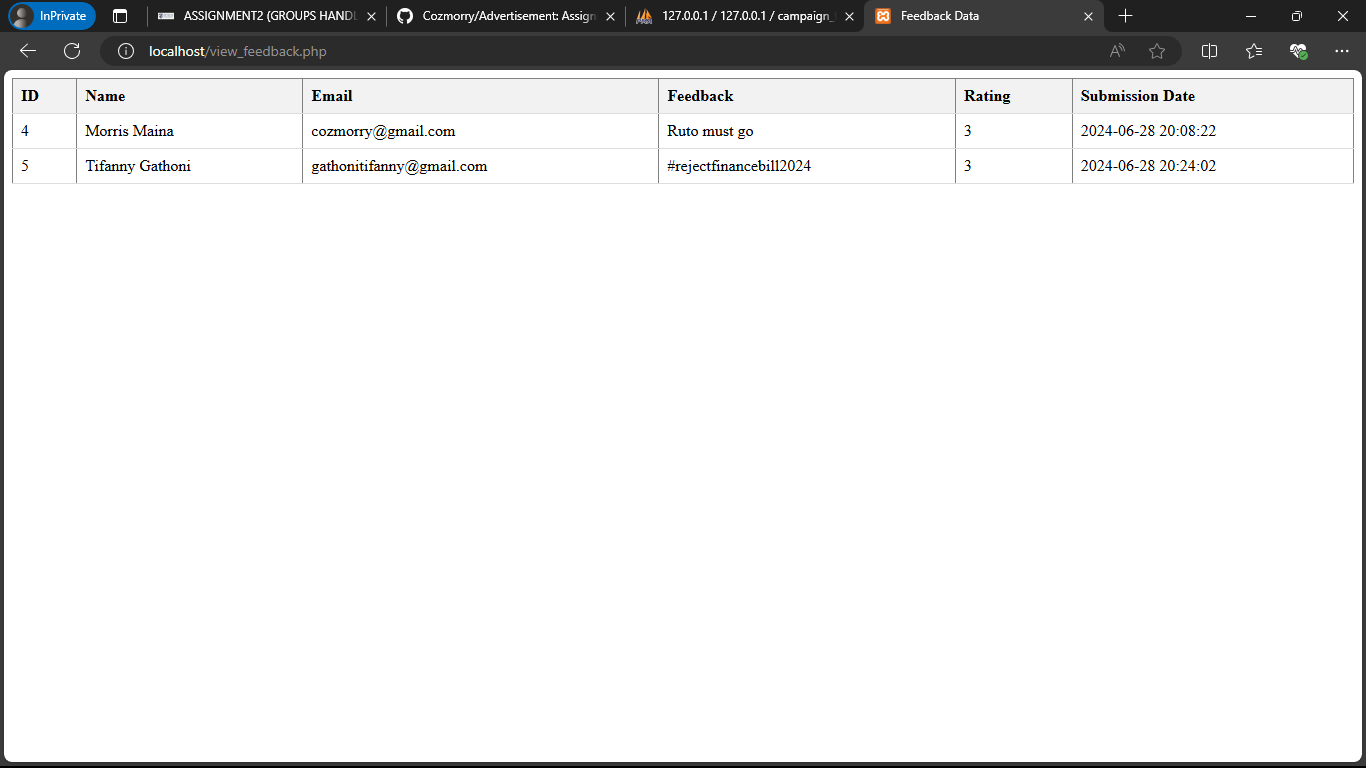 InPrivate ASSIGNMENT2 (GROUPS HANDL Cozmorry/Advertisement: Assign 127.0.0.1 / 127.0.0.1 / campaign_ Feedback Data
localhost/view_feedback.php
ID Name Email Feedback Rating Submission Date
4 Morris Maina cozmorry@gmail.com Ruto must go 3 2024-06-28 20:08:22
5 Tifanny Gathoni gathonitifanny@gmail.com #rejectfinancebill2024 3 2024-06-28 20:24:02